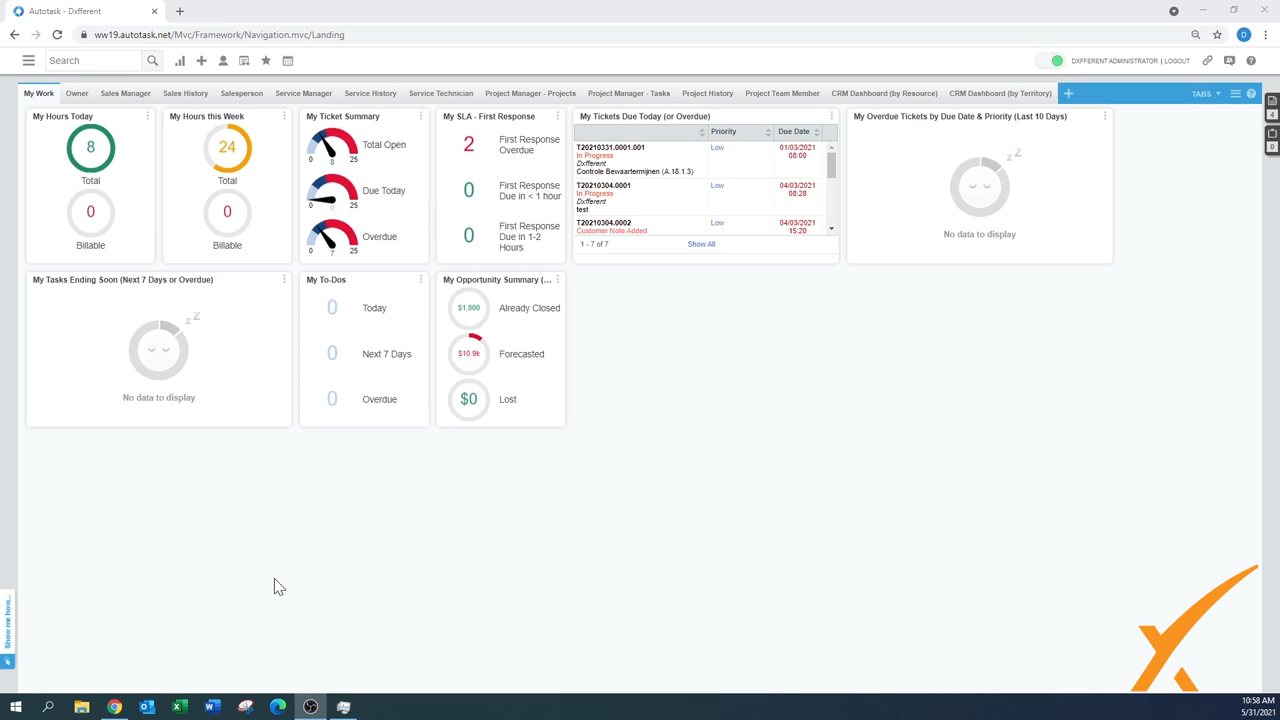 Autotask - Dxfferent
ww19.autotask.net/Mvc/Framework/Navigation.mvc/Landing
D
Search
DXFFERENT ADMINISTRATOR | LOGOUT
My Work Owner Sales Manager Sales History Salesperson Service Manager Service History Service Technician Project Manager - Projects Project Manager - Tasks Project History Project Team Member CRM Dashboard (by Resource) CRM Dashboard (by Territory) TABS
4
0
My Hours Today
8
Total
0
Billable
My Hours this Week
24
Total
0
Billable
My Ticket Summary
0 8 25
Total Open
0 25
Due Today
0 7 25
Overdue
My SLA - First Response
2 First Response Overdue
0 First Response Due in < 1 hour
0 First Response Due in 1-2 Hours
My Tickets Due Today (or Overdue)
Priority Due Date
T20210331.0001.001 Low 01/03/2021
In Progress 08:00
Dxfferent
Controle Bewaartermijnen (A.18.1.3)
T20210304.0001 Low 04/03/2021
In Progress 08:28
Dxfferent
test
T20210304.0002 Low 04/03/2021
Customer Note Added 15:20
1 - 7 of 7 Show All
My Overdue Tickets by Due Date & Priority (Last 10 Days)
z Z
No data to display
My Tasks Ending Soon (Next 7 Days or Overdue)
z Z
No data to display
My To-Dos
0 Today
0 Next 7 Days
0 Overdue
My Opportunity Summary (...
$1,000 Already Closed
$10.9k Forecasted
$0 Lost
Show me how...
10:58 AM
5/31/2021